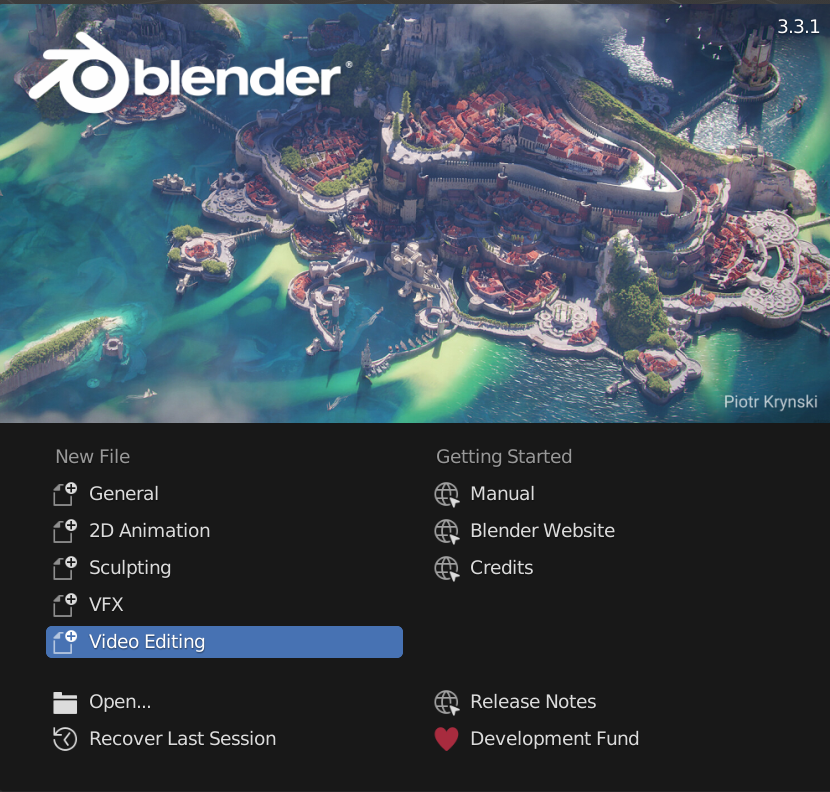 3.3.1
blender®
Piotr Krynski
New File
General
2D Animation
Sculpting
VFX
Video Editing
Open...
Recover Last Session
Getting Started
Manual
Blender Website
Credits
Release Notes
Development Fund